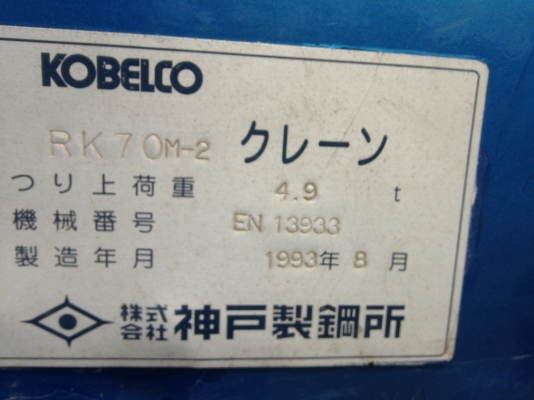 KOBELCO
RK70M-2 クレーン
つり上荷重 4.9 t
機械番号 EN 13933
製造年月 1993年 8月
株式会社 神戸製鋼所